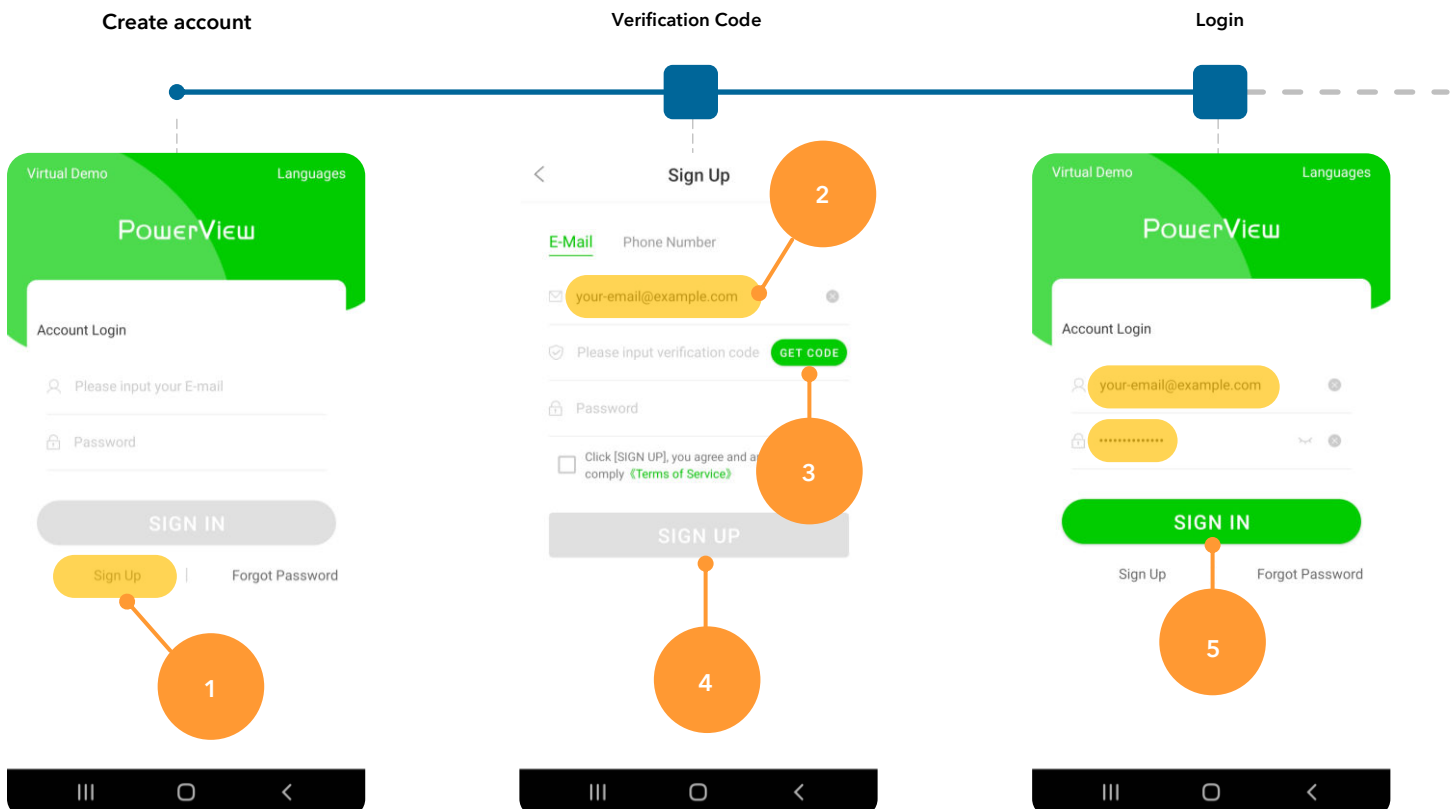 Create account
Verification Code
Login
Virtual Demo
Languages
PowerView
Account Login
Please input your E-mail
Password
SIGN IN
Sign Up
Forgot Password
1
Sign Up
2
E-Mail
Phone Number
your-email@example.com
Please input verification code
GET CODE
Password
Click [SIGN UP], you agree and
comply 《Terms of Service》
3
SIGN UP
4
Virtual Demo
Languages
PowerView
Account Login
your-email@example.com
••••••••••••••
SIGN IN
Sign Up
Forgot Password
5